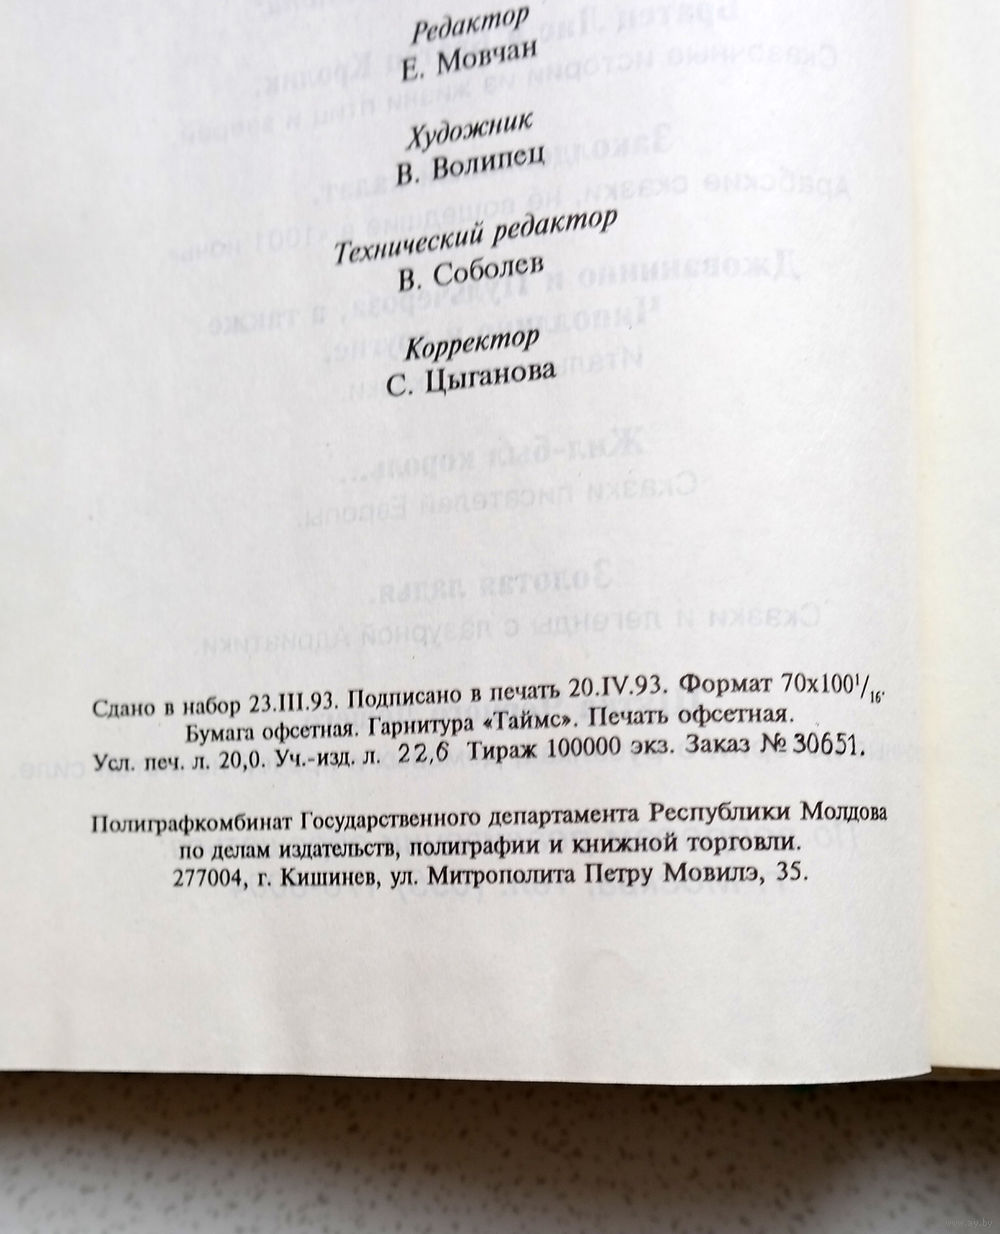 Редактор
Е. Мовчан
Художник
В. Волипец
Технический редактор
В. Соболев
Корректор
С. Цыганова
Сдано в набор 23.III.93. Подписано в печать 20.IV.93. Формат 70х100¹/₁₆.
Бумага офсетная. Гарнитура «Таймс». Печать офсетная.
Усл. печ. л. 20,0. Уч.-изд. л. 22,6 Тираж 100000 экз. Заказ № 30651.
Полиграфкомбинат Государственного департамента Республики Молдова
по делам издательств, полиграфии и книжной торговли.
277004, г. Кишинев, ул. Митрополита Петру Мовилэ, 35.
www.ay.by